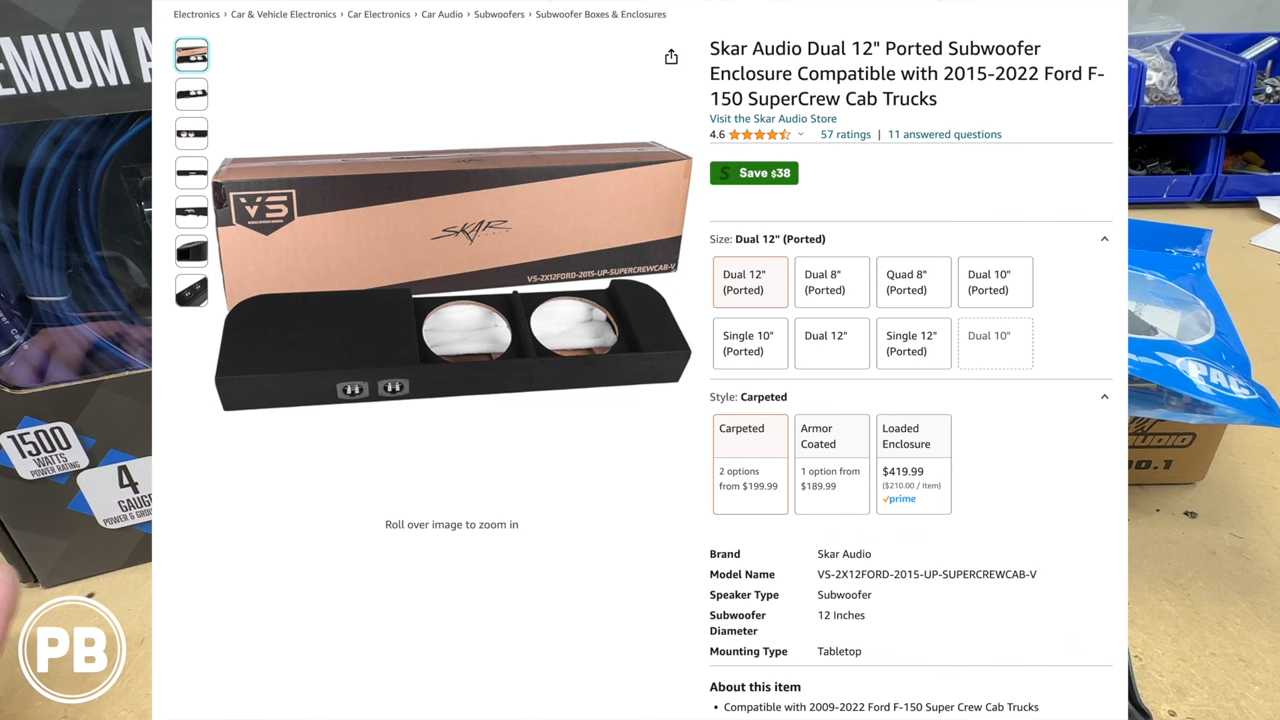 Electronics › Car & Vehicle Electronics › Car Electronics › Car Audio › Subwoofers › Subwoofer Boxes & Enclosures
Skar Audio Dual 12" Ported Subwoofer
Enclosure Compatible with 2015-2022 Ford F-
150 SuperCrew Cab Trucks
Visit the Skar Audio Store
4.6 57 ratings | 11 answered questions
S Save $38
Size: Dual 12" (Ported)
Dual 12"
(Ported)
Dual 8"
(Ported)
Quad 8"
(Ported)
Dual 10"
(Ported)
Single 10"
(Ported)
Dual 12"
Single 12"
(Ported)
Dual 10"
Style: Carpeted
Carpeted
2 options
from $199.99
Armor
Coated
1 option from
$189.99
Loaded
Enclosure
$419.99
($210.00 / Item)
prime
Brand Skar Audio
Model Name VS-2X12FORD-2015-UP-SUPERCREWCAB-V
Speaker Type Subwoofer
Subwoofer
Diameter
12 Inches
Mounting Type Tabletop
About this item
• Compatible with 2009-2022 Ford F-150 Super Crew Cab Trucks
VS
SKAR
AUDIO
VS-2X12FORD-2015-UP-SUPERCREWCAB-V
Roll over image to zoom in
EMIUM A
1500
WATTS
POWER RATING
4
GAUG
POWER & GROU
PB
PAC
AUDIO
00.1